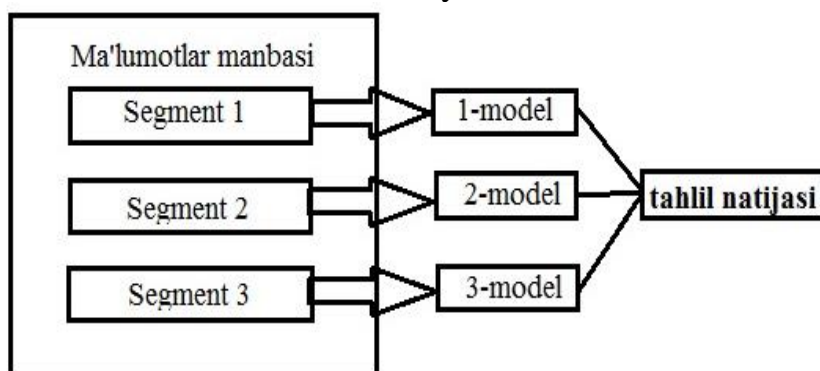 Ma'lumotlar manbasi
Segment 1
1-model
Segment 2
2-model
tahlil natijasi
Segment 3
3-model